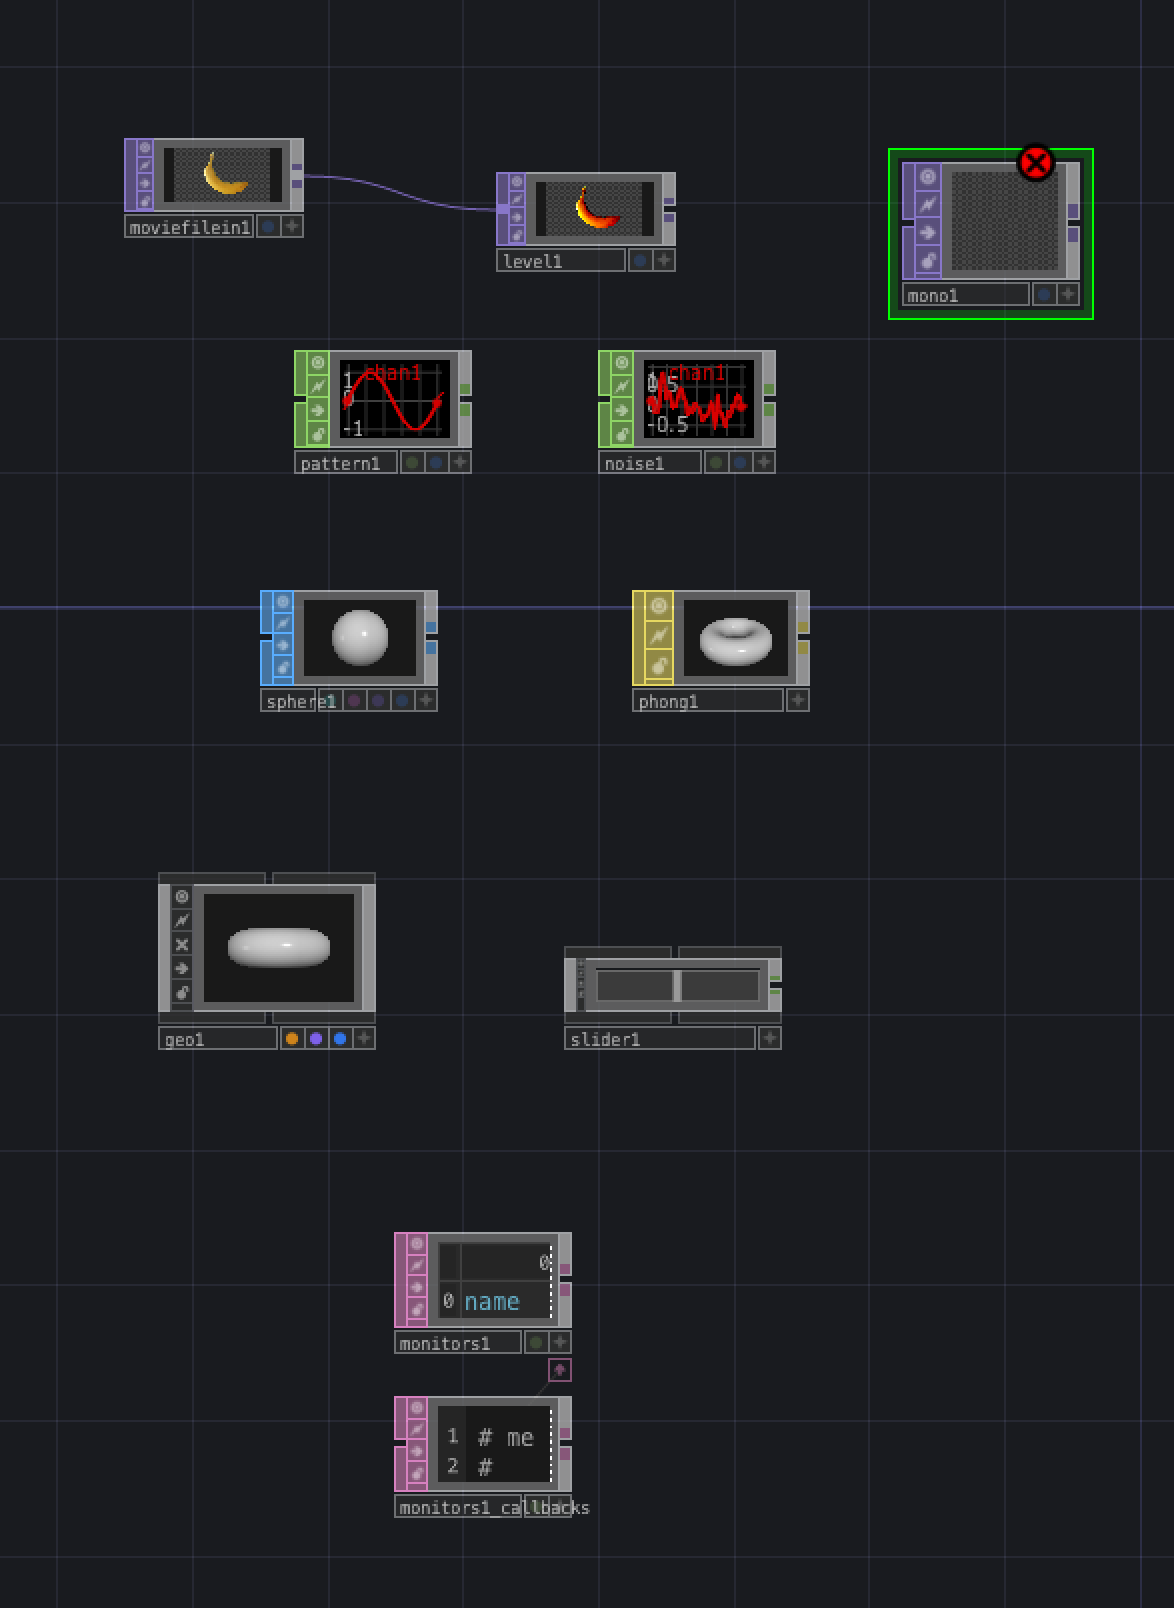 moviefilein1
level1
mono1
chan1
1
0
-1
pattern1
chan1
0.5
-0.5
noise1
sphere1
phong1
geo1
slider1
0
0 name
monitors1
1 # me
2 #
monitors1_callbacks